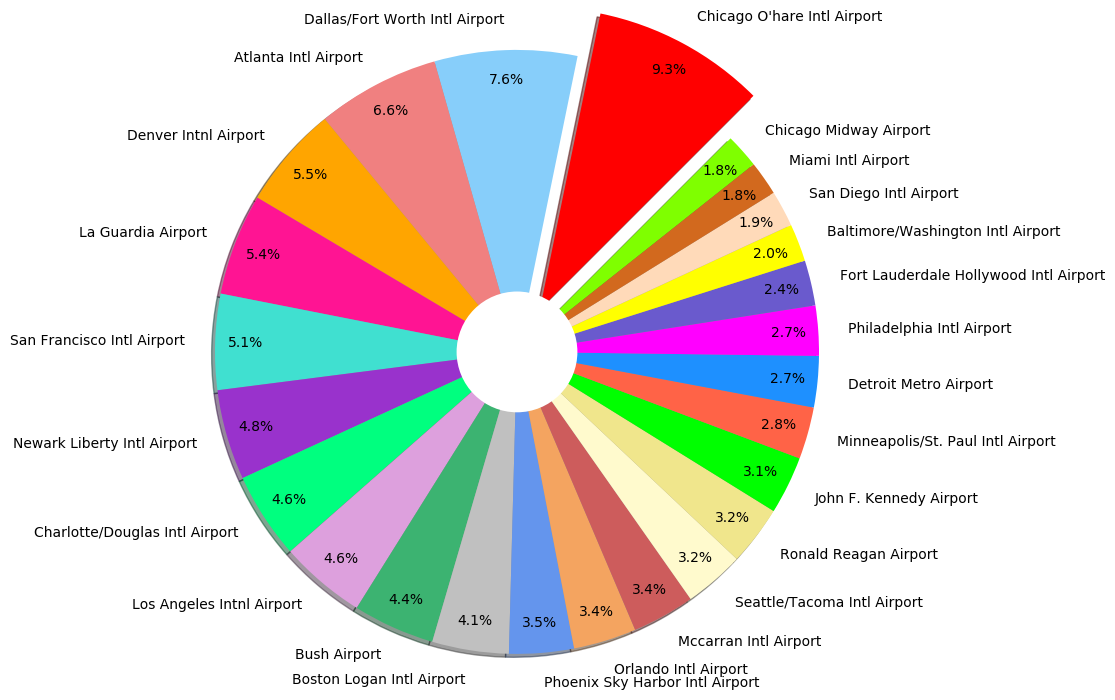 Chicago O'hare Intl Airport
9.3%
Dallas/Fort Worth Intl Airport
7.6%
Atlanta Intl Airport
6.6%
Denver Intnl Airport
5.5%
La Guardia Airport
5.4%
San Francisco Intl Airport
5.1%
Newark Liberty Intl Airport
4.8%
Charlotte/Douglas Intl Airport
4.6%
Los Angeles Intnl Airport
4.6%
Bush Airport
4.4%
Boston Logan Intl Airport
4.1%
Phoenix Sky Harbor Intl Airport
3.5%
Orlando Intl Airport
3.4%
Mccarran Intl Airport
3.4%
Seattle/Tacoma Intl Airport
3.2%
Ronald Reagan Airport
3.2%
John F. Kennedy Airport
3.1%
Minneapolis/St. Paul Intl Airport
2.8%
Detroit Metro Airport
2.7%
Philadelphia Intl Airport
2.7%
Fort Lauderdale Hollywood Intl Airport
2.4%
Baltimore/Washington Intl Airport
2.0%
San Diego Intl Airport
1.9%
Miami Intl Airport
1.8%
Chicago Midway Airport
1.8%